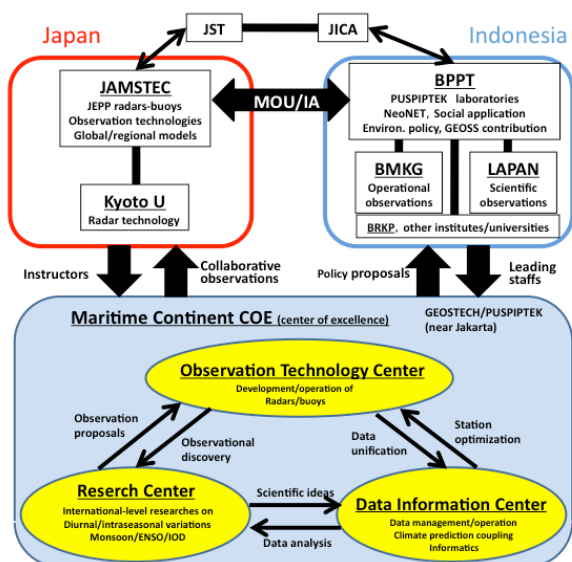 Japan
JST
JICA
Indonesia
JAMSTEC
JEPP radars-buoys
Observation technologies
Global/regional models
MOU/IA
BPPT
PUSPIPTEK laboratories
NeoNET, Social application
Environ. policy, GEOSS contribution
Kyoto U
Radar technology
BMKG
Operational
observations
LAPAN
Scientific
observations
BRKP, other institutes/universities
Instructors
Collaborative
observations
Policy proposals
Leading
staffs
Maritime Continent COE (center of excellence)
GEOSTECH/PUSPIPTEK
(near Jakarta)
Observation Technology Center
Development/operation of
Radars/buoys
Observation
proposals
Observational
discovery
Data
unification
Station
optimization
Reserch Center
International-level researches on
Diurnal/intraseasonal variations
Monsoon/ENSO/IOD
Scientific ideas
Data analysis
Data Information Center
Data management/operation
Climate prediction coupling
Informatics